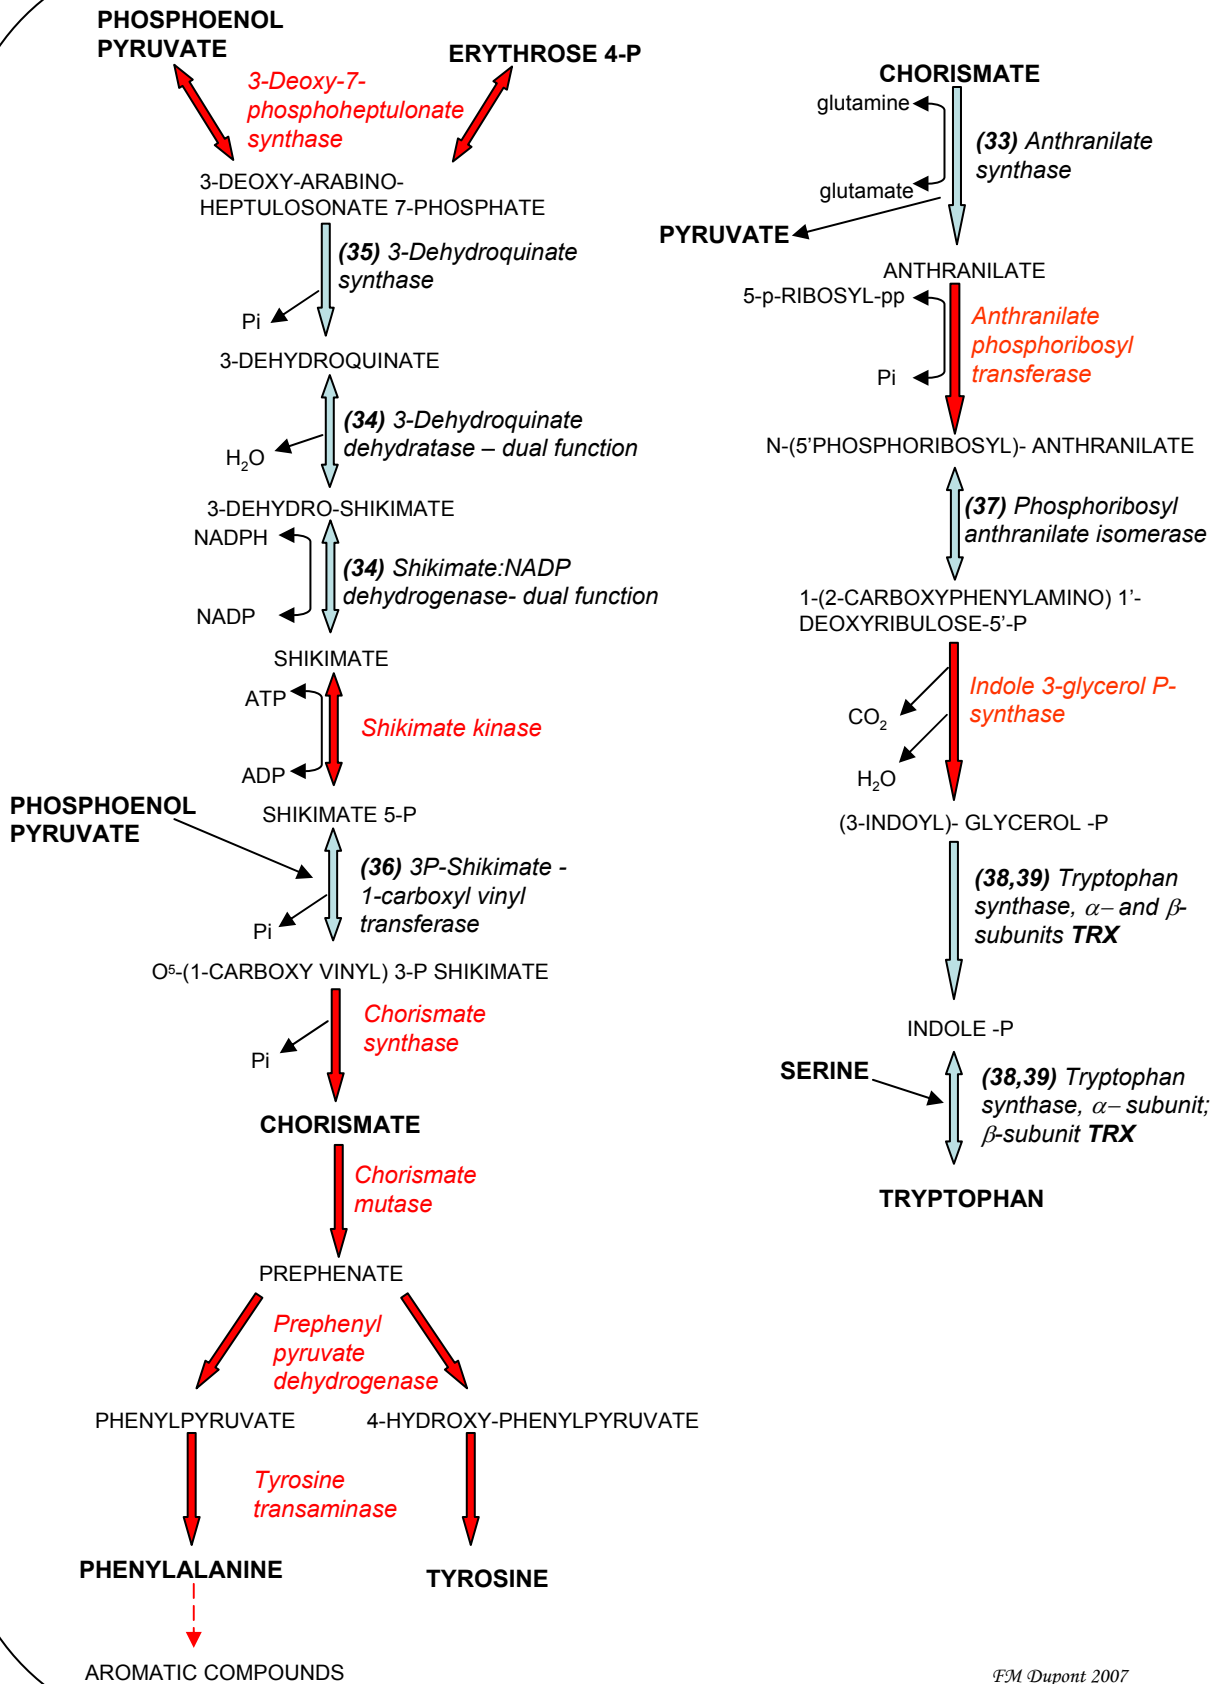 PHOSPHOENOL
PYRUVATE
ERYTHROSE 4-P
3-Deoxy-7-
phosphoheptulonate
synthase
3-DEOXY-ARABINO-
HEPTULOSONATE 7-PHOSPHATE
(35) 3-Dehydroquinate
synthase
Pi
3-DEHYDROQUINATE
(34) 3-Dehydroquinate
dehydratase – dual function
H2O
3-DEHYDRO-SHIKIMATE
NADPH
(34) Shikimate:NADP
dehydrogenase- dual function
NADP
SHIKIMATE
ATP
Shikimate kinase
ADP
PHOSPHOENOL
PYRUVATE
SHIKIMATE 5-P
(36) 3P-Shikimate -
1-carboxyl vinyl
transferase
Pi
O5-(1-CARBOXY VINYL) 3-P SHIKIMATE
Chorismate
synthase
Pi
CHORISMATE
Chorismate
mutase
PREPHENATE
Prephenyl
pyruvate
dehydrogenase
PHENYLPYRUVATE
4-HYDROXY-PHENYLPYRUVATE
Tyrosine
transaminase
PHENYLALANINE
TYROSINE
AROMATIC COMPOUNDS
CHORISMATE
glutamine
(33) Anthranilate
synthase
glutamate
PYRUVATE
ANTHRANILATE
5-p-RIBOSYL-pp
Anthranilate
phosphoribosyl
transferase
Pi
N-(5'PHOSPHORIBOSYL)- ANTHRANILATE
(37) Phosphoribosyl
anthranilate isomerase
1-(2-CARBOXYPHENYLAMINO) 1'-
DEOXYRIBULOSE-5'-P
Indole 3-glycerol P-
synthase
CO2
H2O
(3-INDOYL)- GLYCEROL -P
(38,39) Tryptophan
synthase, α– and β-
subunits TRX
INDOLE -P
SERINE
(38,39) Tryptophan
synthase, α– subunit;
β-subunit TRX
TRYPTOPHAN
FM Dupont 2007